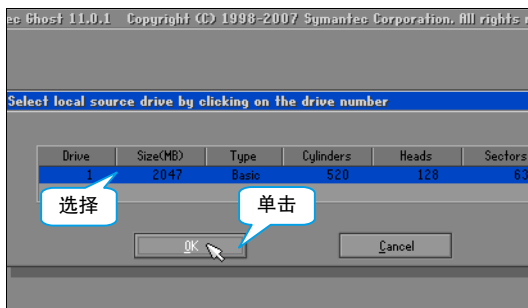 ec Ghost 11.0.1 Copyright (C) 1998-2007 Symantec Corporation. All rights r
Select local source drive by clicking on the drive number
Drive Size(MB) Type Cylinders Heads Sectors
1 2047 Basic 520 128 63
选择
单击
OK Cancel